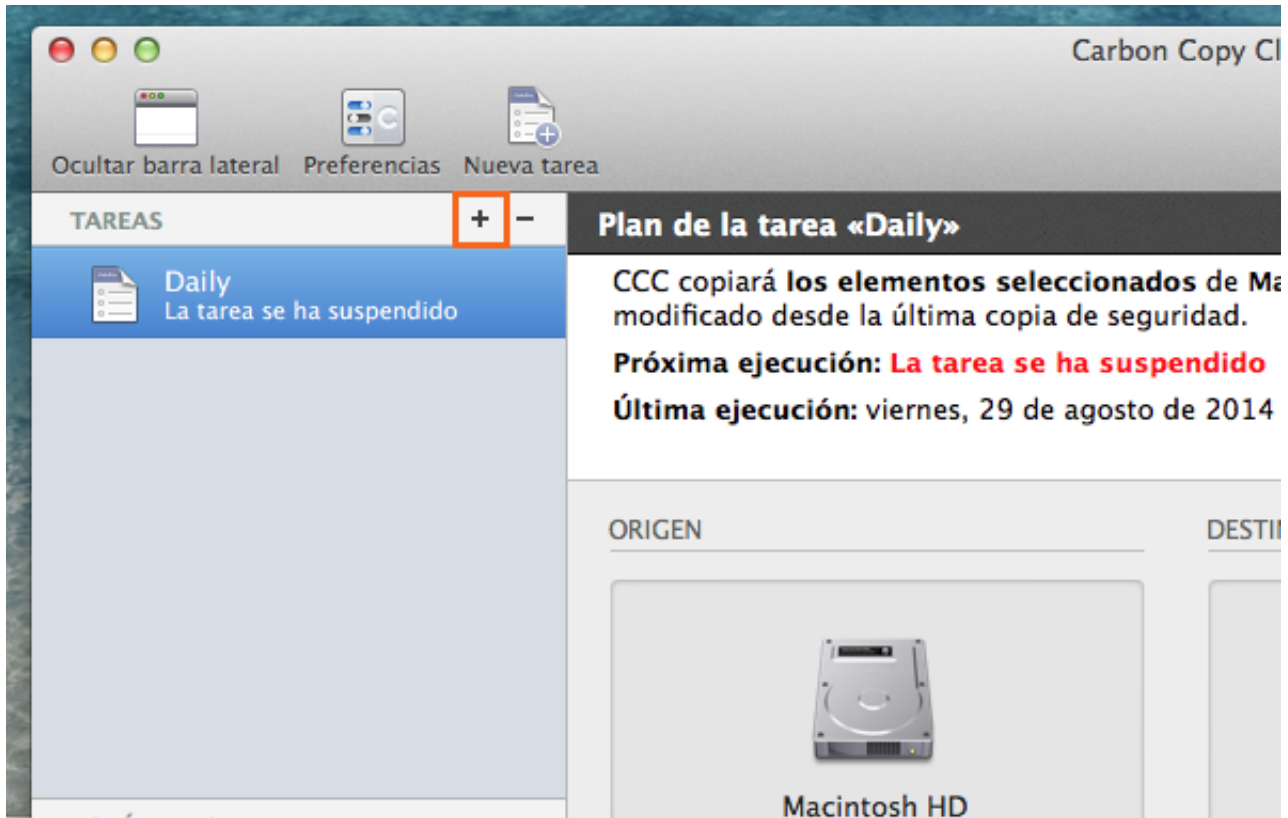 Carbon Copy Cl
Ocultar barra lateral Preferencias Nueva tarea
TAREAS + −
Daily
La tarea se ha suspendido
Plan de la tarea «Daily»
CCC copiará los elementos seleccionados de Ma
modificado desde la última copia de seguridad.
Próxima ejecución: La tarea se ha suspendido
Última ejecución: viernes, 29 de agosto de 2014
ORIGEN DESTIN
Macintosh HD